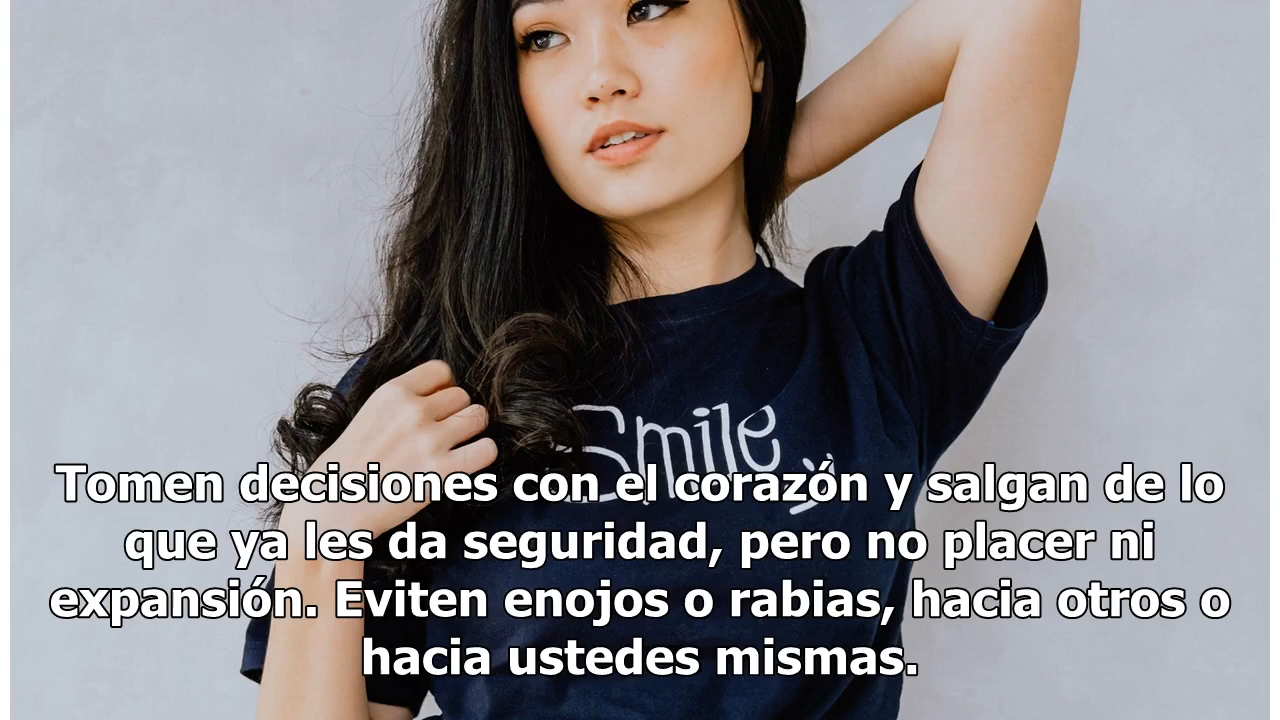 Smile
Tomen decisiones con el corazón y salgan de lo
que ya les da seguridad, pero no placer ni
expansión. Eviten enojos o rabias, hacia otros o
hacia ustedes mismas.